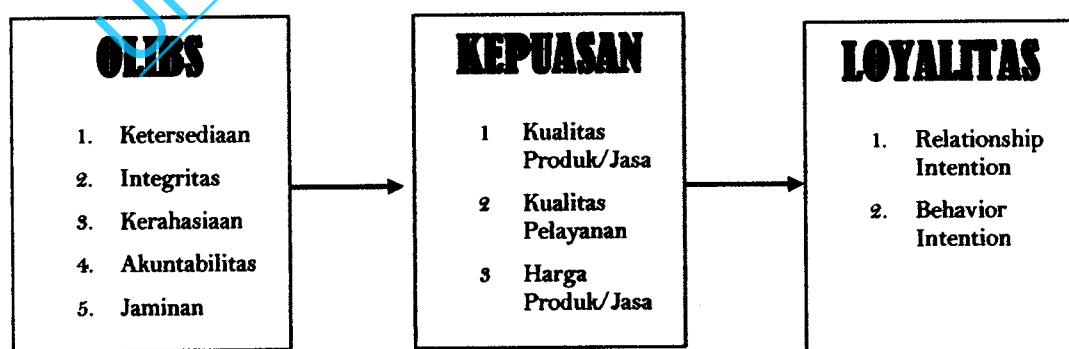 OLIBS
1. Ketersediaan
2. Integritas
3. Kerahasiaan
4. Akuntabilitas
5. Jaminan
KEPUASAN
1 Kualitas
Produk/Jasa
2 Kualitas
Pelayanan
3 Harga
Produk/Jasa
LOYALITAS
1. Relationship
Intention
2. Behavior
Intention